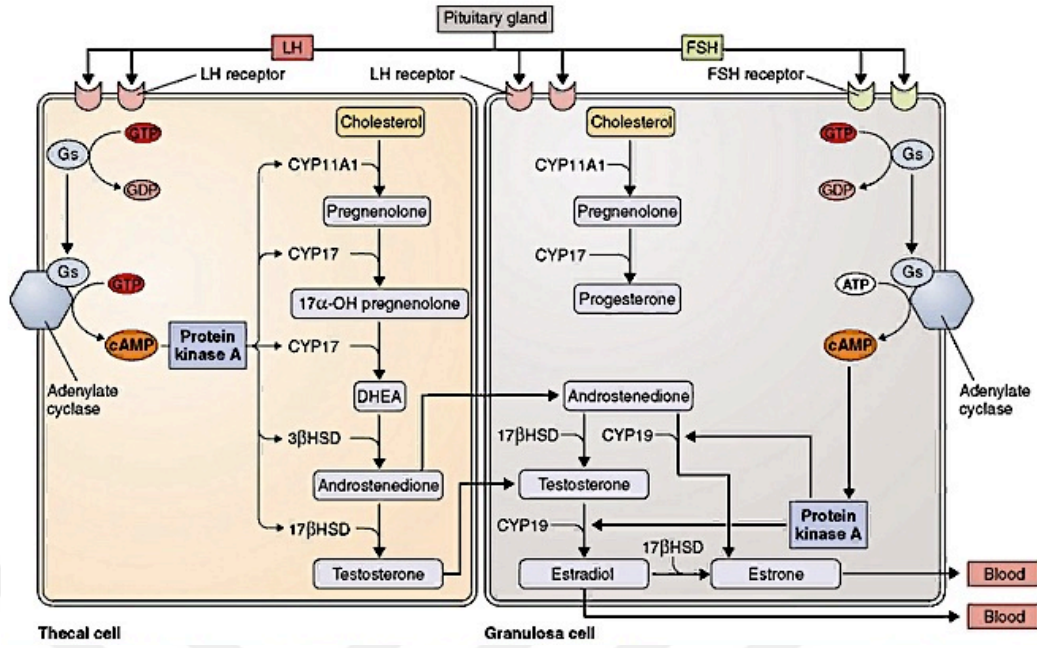 Pituitary gland
LH
FSH
LH receptor
LH receptor
FSH receptor
GTP
Gs
GDP
Gs
GTP
cAMP
Adenylate
cyclase
Protein
kinase A
Cholesterol
CYP11A1
Pregnenolone
CYP17
17α-OH pregnenolone
CYP17
DHEA
3βHSD
Androstenedione
17βHSD
Testosterone
Thecal cell
Cholesterol
CYP11A1
Pregnenolone
CYP17
Progesterone
Androstenedione
17βHSD
CYP19
Testosterone
CYP19
17βHSD
Estradiol
Estrone
GTP
Gs
GDP
Gs
ATP
cAMP
Adenylate
cyclase
Protein
kinase A
Blood
Blood
Granulosa cell